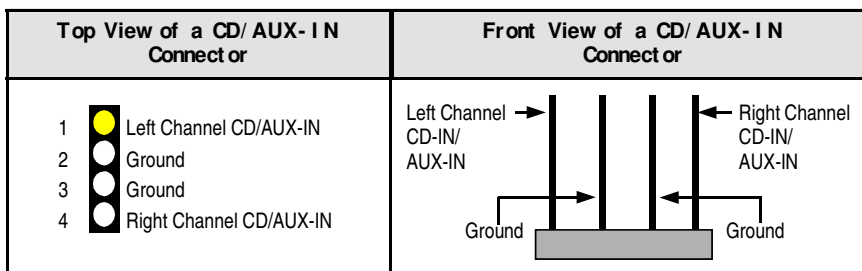 Top View of a CD/AUX-IN
Connector
Front View of a CD/AUX-IN
Connector
1 Left Channel CD/AUX-IN
2 Ground
3 Ground
4 Right Channel CD/AUX-IN
Left Channel
CD-IN/
AUX-IN
Right Channel
CD-IN/
AUX-IN
Ground
Ground